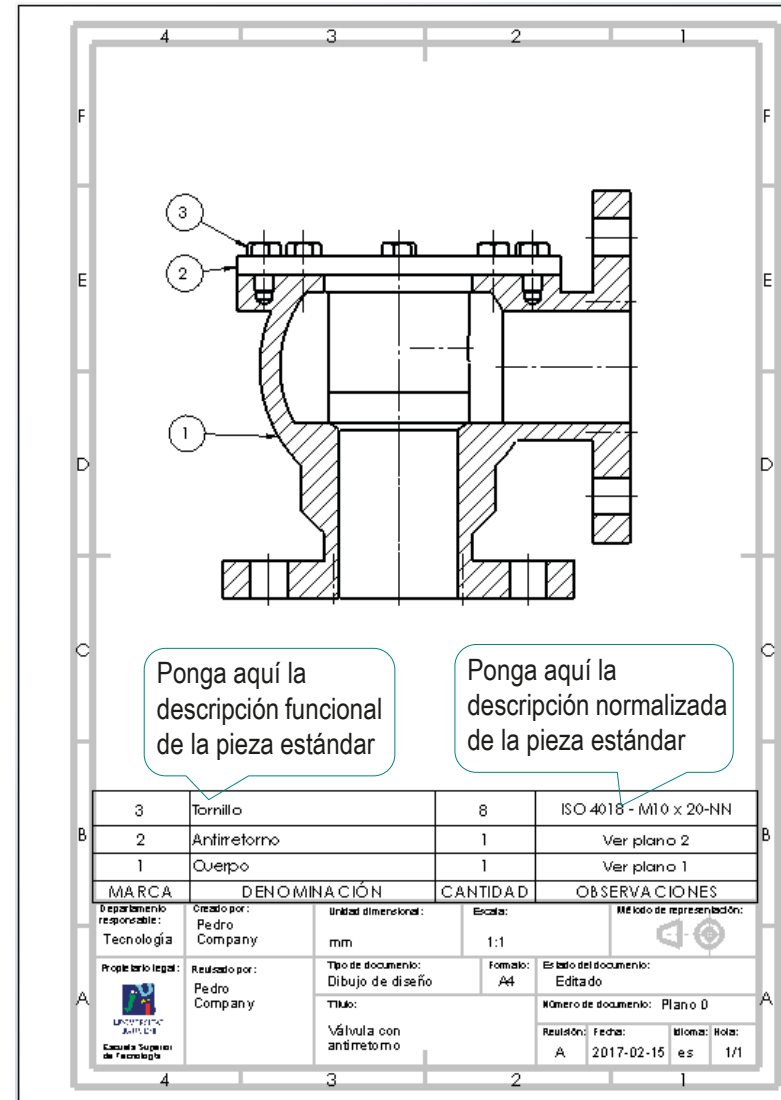 4 3 2 1
F F
3
2
E E
1
D D
C C
Ponga aquí la
descripción funcional
de la pieza estándar
Ponga aquí la
descripción normalizada
de la pieza estándar
3 Tornillo 8 ISO 4018 - M10 x 20-NN
B B
2 Antirretorno 1 Ver plano 2
1 Cuerpo 1 Ver plano 1
MARCA DENOMINACIÓN CANTIDAD OBSERVACIONES
Departamento responsable: Creado por: Unidad dimensional: Escala: Método de representación:
Tecnología Pedro Company mm 1:1
Propietario legal: Revisado por: Tipo de documento: Formato: Estado del documento:
Pedro Company Dibujo de diseño A4 Editado
A A
Título: Número de documento: Plano 0
UNIVERSITAT
JAUME I
Válvula con
antirretorno
Revisión: Fecha: Idioma: Hoja:
Escuela Superior
de Tecnología
A 2017-02-15 es 1/1
4 3 2 1